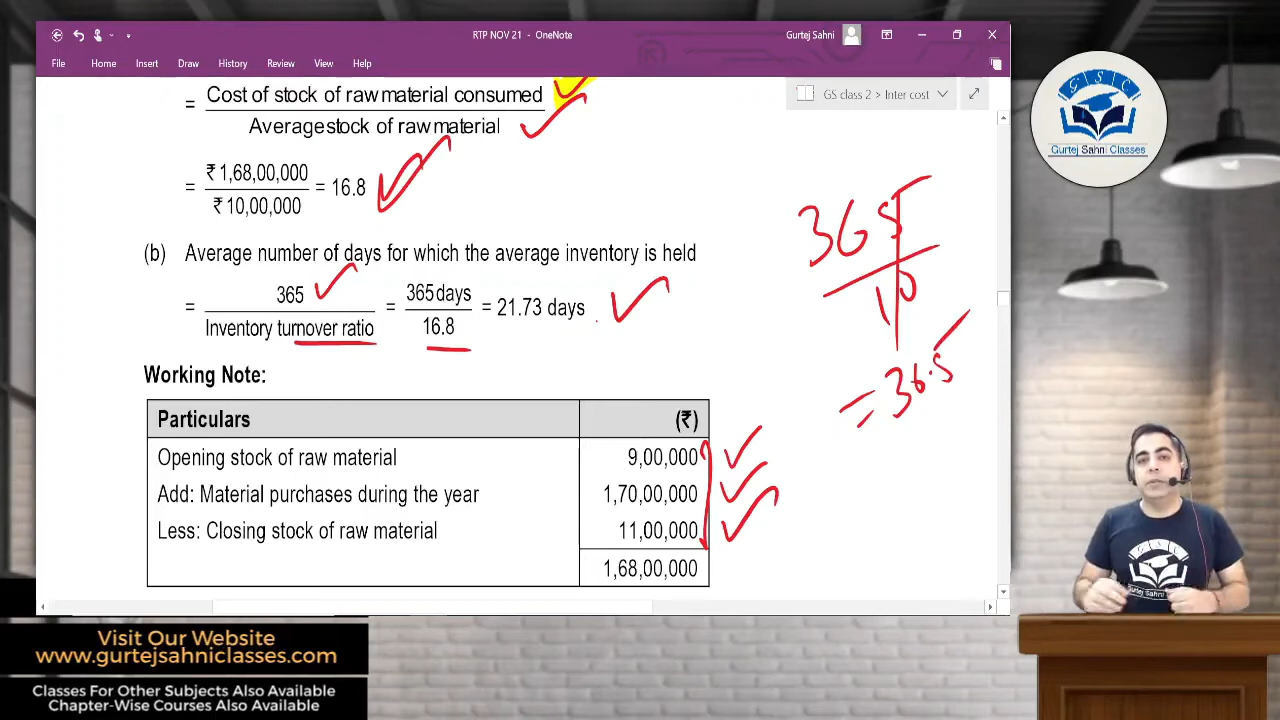 RTP NOV 21 - OneNote
Gurtej Sahni
File Home Insert Draw History Review View Help
GS class 2 > Inter cost
GSJC
Gurtej Sahni Classes
= Cost of stock of raw material consumed
Average stock of raw material
= ₹ 1,68,00,000
₹ 10,00,000
= 16.8
(b) Average number of days for which the average inventory is held
= 365
Inventory turnover ratio
= 365 days
16.8
= 21.73 days
365
10
= 36.5
Working Note:
Particulars (₹)
Opening stock of raw material 9,00,000
Add: Material purchases during the year 1,70,00,000
Less: Closing stock of raw material 11,00,000
1,68,00,000
Gurtej Sahni Classes
Visit Our Website
www.gurtejsahniclasses.com
Classes For Other Subjects Also Available
Chapter-Wise Courses Also Available